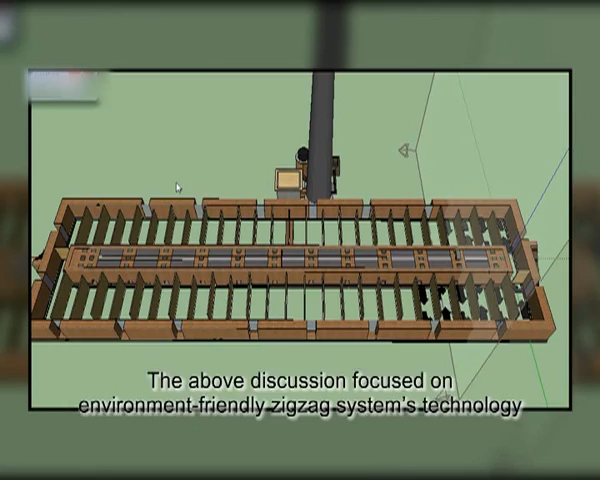 The above discussion focused on
environment-friendly zigzag system's technology